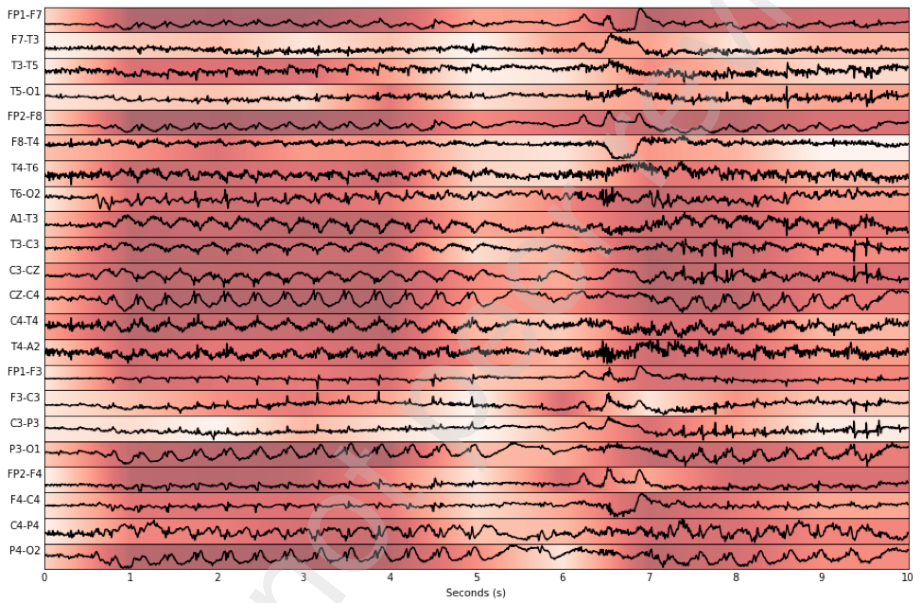 FP1-F7
F7-T3
T3-T5
T5-O1
FP2-F8
F8-T4
T4-T6
T6-O2
A1-T3
T3-C3
C3-CZ
CZ-C4
C4-T4
T4-A2
FP1-F3
F3-C3
C3-P3
P3-O1
FP2-F4
F4-C4
C4-P4
P4-O2
0 1 2 3 4 5 6 7 8 9 10
Seconds (s)